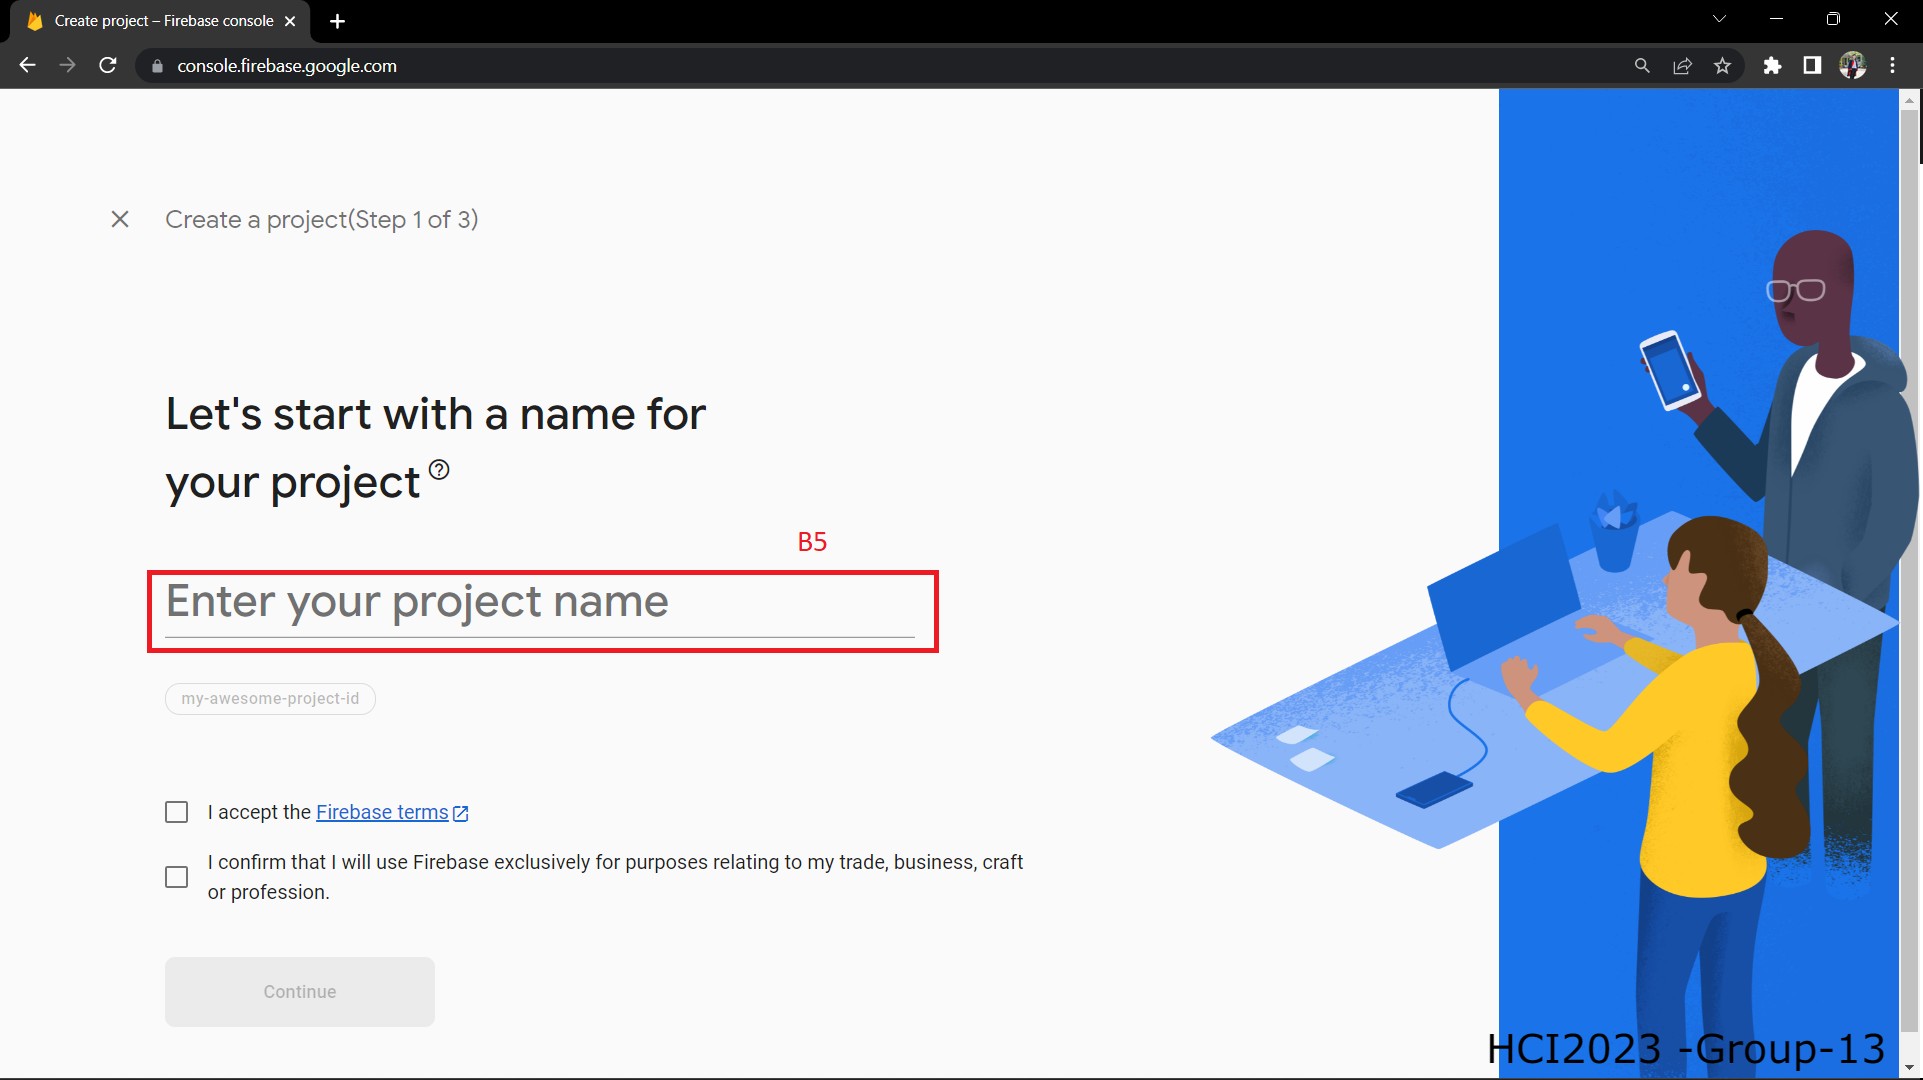 Create project – Firebase console
console.firebase.google.com
Create a project(Step 1 of 3)
Let's start with a name for
your project
B5
Enter your project name
my-awesome-project-id
I accept the Firebase terms
I confirm that I will use Firebase exclusively for purposes relating to my trade, business, craft
or profession.
Continue
HCI2023 -Group-13